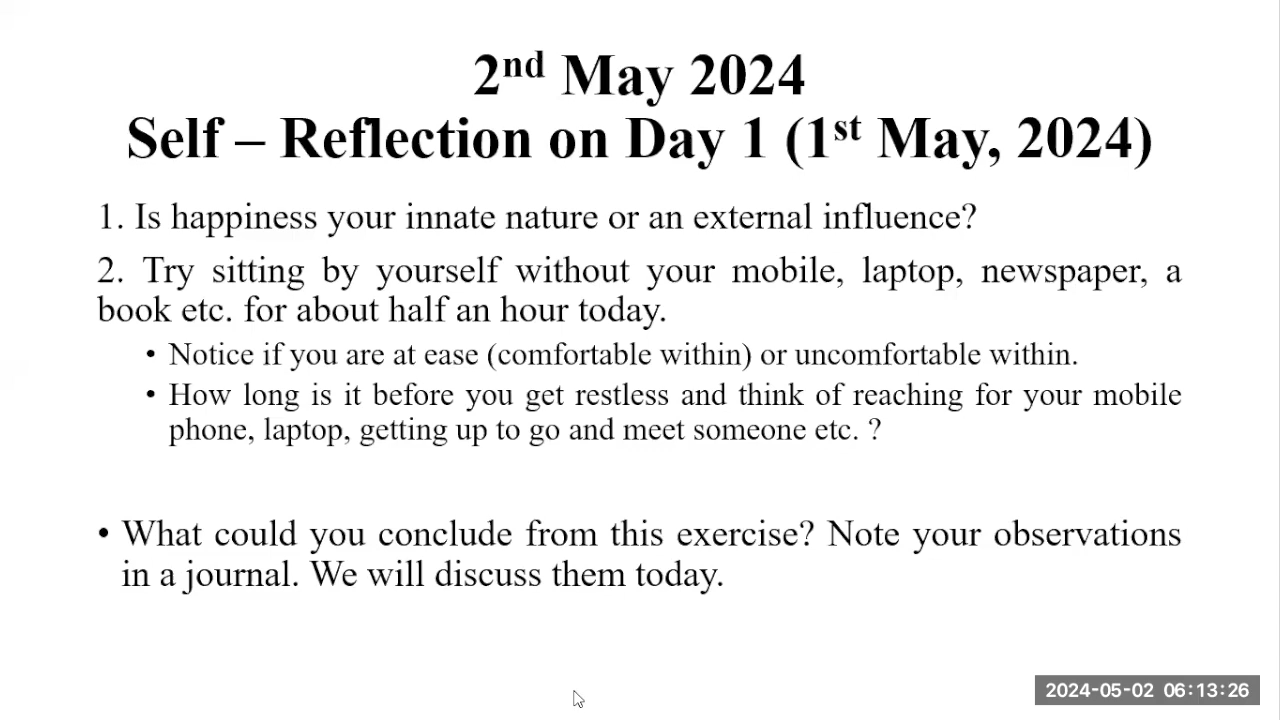 2nd May 2024
Self – Reflection on Day 1 (1st May, 2024)
1. Is happiness your innate nature or an external influence?
2. Try sitting by yourself without your mobile, laptop, newspaper, a
book etc. for about half an hour today.
• Notice if you are at ease (comfortable within) or uncomfortable within.
• How long is it before you get restless and think of reaching for your mobile
phone, laptop, getting up to go and meet someone etc. ?
• What could you conclude from this exercise? Note your observations
in a journal. We will discuss them today.
2024-05-02 06:13:26